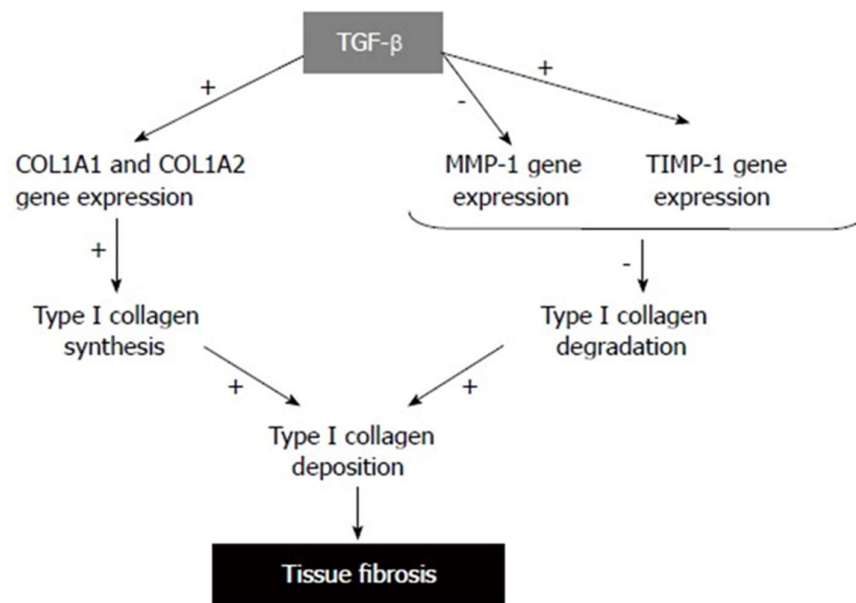 TGF-β
+
-
+
COL1A1 and COL1A2
gene expression
MMP-1 gene
expression
TIMP-1 gene
expression
+
-
Type I collagen
synthesis
Type I collagen
degradation
+
+
Type I collagen
deposition
Tissue fibrosis